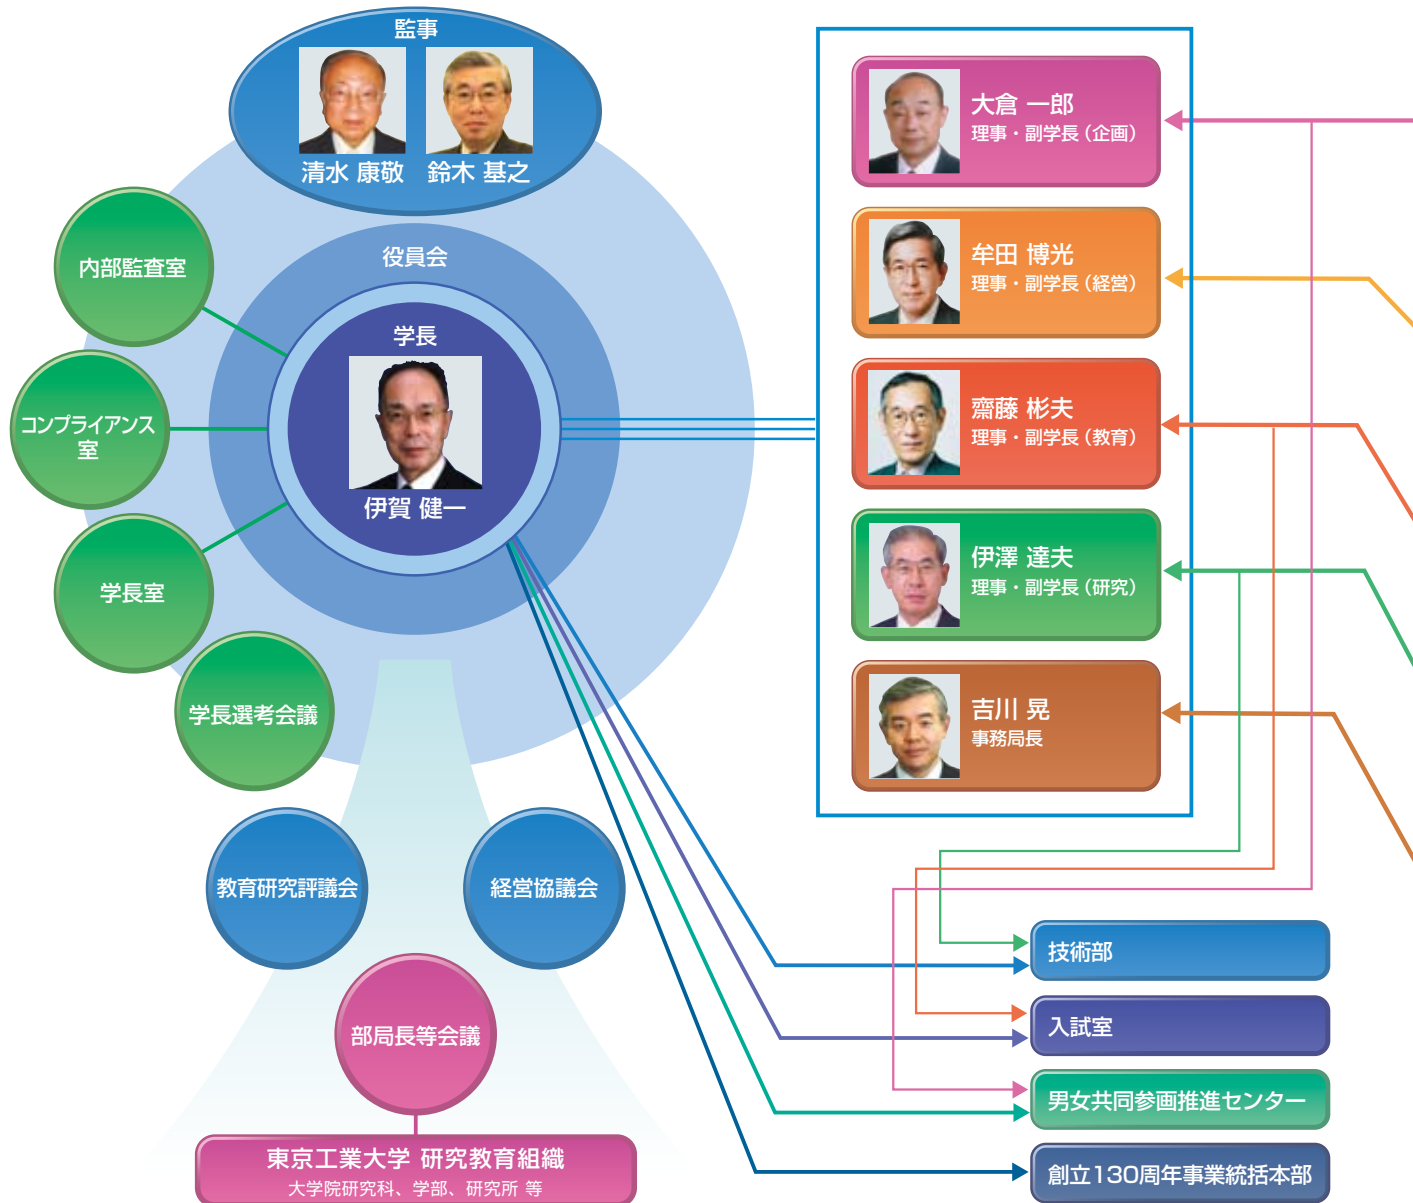 監事
清水 康敬
鈴木 基之
内部監査室
コンプライアンス
室
学長室
学長選考会議
役員会
学長
伊賀 健一
大倉 一郎
理事・副学長（企画）
牟田 博光
理事・副学長（経営）
齋藤 彬夫
理事・副学長（教育）
伊澤 達夫
理事・副学長（研究）
吉川 晃
事務局長
教育研究評議会
経営協議会
部局長等会議
東京工業大学 研究教育組織
大学院研究科、学部、研究所 等
技術部
入試室
男女共同参画推進センター
創立130周年事業統括本部